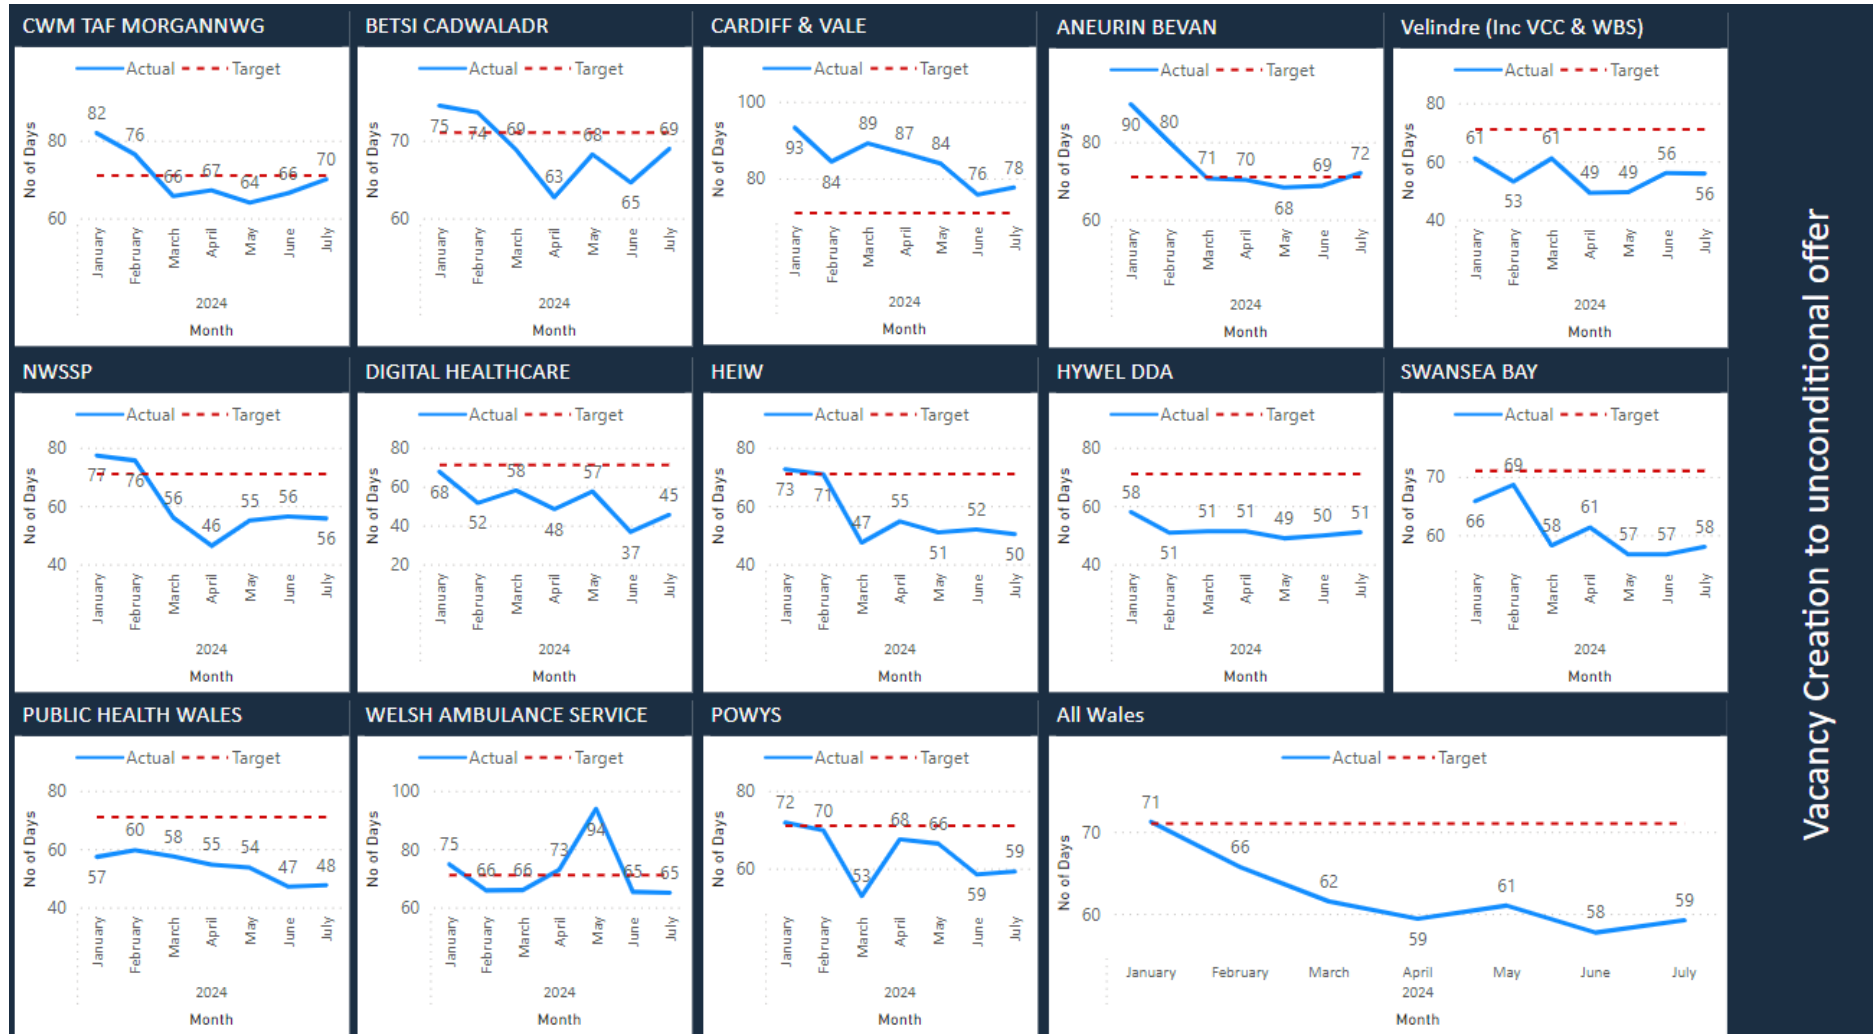 CWM TAF MORGANNWG
Actual Target
No of Days
80
60
82
76
66
67
64
66
70
January
February
March
April
May
June
July
2024
Month
BETSI CADWALADR
Actual Target
No of Days
70
60
75
74
69
63
68
65
69
January
February
March
April
May
June
July
2024
Month
CARDIFF & VALE
Actual Target
No of Days
100
80
93
84
89
87
84
76
78
January
February
March
April
May
June
July
2024
Month
ANEURIN BEVAN
Actual Target
No of Days
80
60
90
80
71
70
68
69
72
January
February
March
April
May
June
July
2024
Month
Velindre (Inc VCC & WBS)
Actual Target
No of Days
80
60
40
61
53
61
49
49
56
56
January
February
March
April
May
June
July
2024
Month
NWSSP
Actual Target
No of Days
80
60
40
77
76
56
46
55
56
56
January
February
March
April
May
June
July
2024
Month
DIGITAL HEALTHCARE
Actual Target
No of Days
80
60
40
20
68
52
58
48
57
37
45
January
February
March
April
May
June
July
2024
Month
HEIW
Actual Target
No of Days
80
60
40
73
71
47
55
51
52
50
January
February
March
April
May
June
July
2024
Month
HYWEL DDA
Actual Target
No of Days
80
60
40
58
51
51
51
49
50
51
January
February
March
April
May
June
July
2024
Month
SWANSEA BAY
Actual Target
No of Days
70
60
66
69
58
61
57
57
58
January
February
March
April
May
June
July
2024
Month
PUBLIC HEALTH WALES
Actual Target
No of Days
80
60
40
57
60
58
55
54
47
48
January
February
March
April
May
June
July
2024
Month
WELSH AMBULANCE SERVICE
Actual Target
No of Days
100
80
60
75
66
66
73
94
65
65
January
February
March
April
May
June
July
2024
Month
POWYS
Actual Target
No of Days
80
60
72
70
53
68
66
59
59
January
February
March
April
May
June
July
2024
Month
All Wales
Actual Target
No of Days
70
60
71
66
62
59
61
58
59
January
February
March
April
May
June
July
2024
Month
Vacancy Creation to unconditional offer